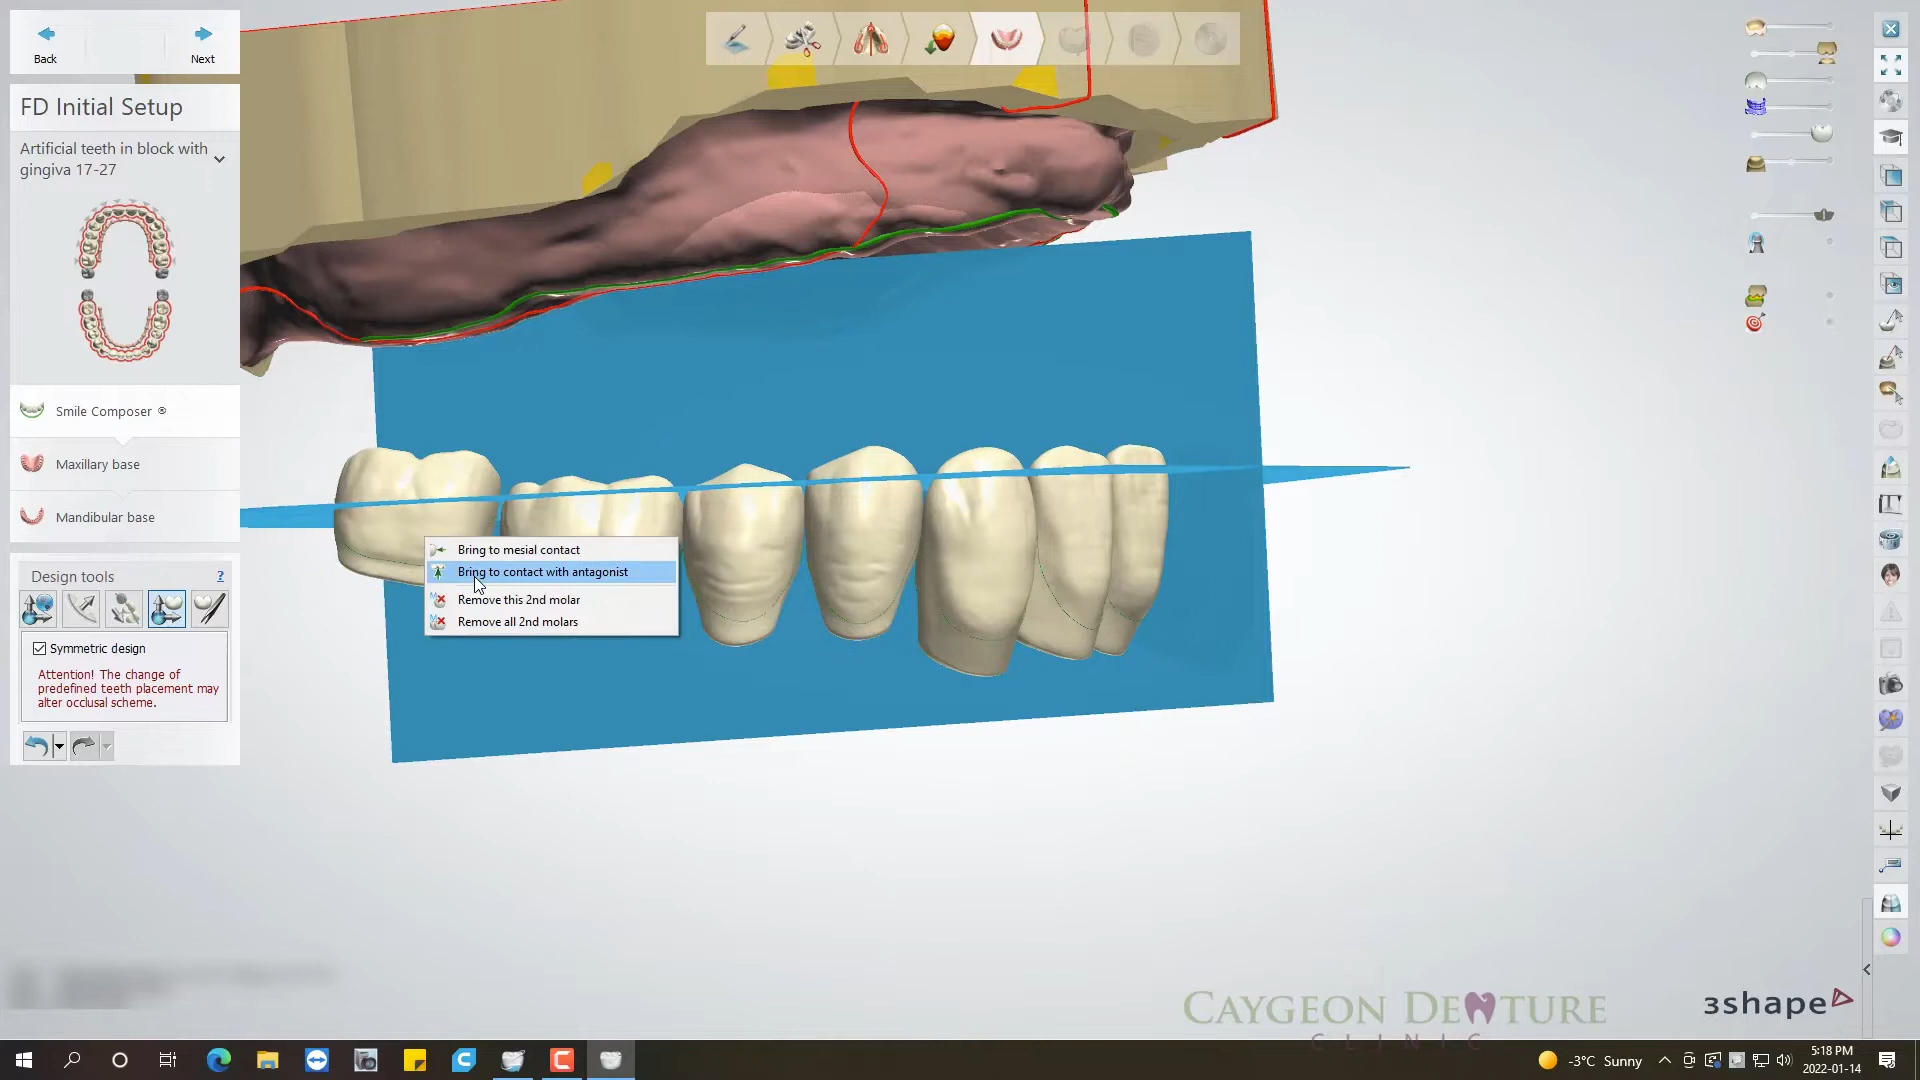 Back
Next
FD Initial Setup
Artificial teeth in block with
gingiva 17-27
Smile Composer ®
Maxillary base
Mandibular base
Design tools
?
Symmetric design
Attention! The change of
predefined teeth placement may
alter occlusal scheme.
Bring to mesial contact
Bring to contact with antagonist
Remove this 2nd molar
Remove all 2nd molars
CAYGEON DENTURE
CLINIC
3shape
-3°C Sunny
5:18 PM
2022-01-14